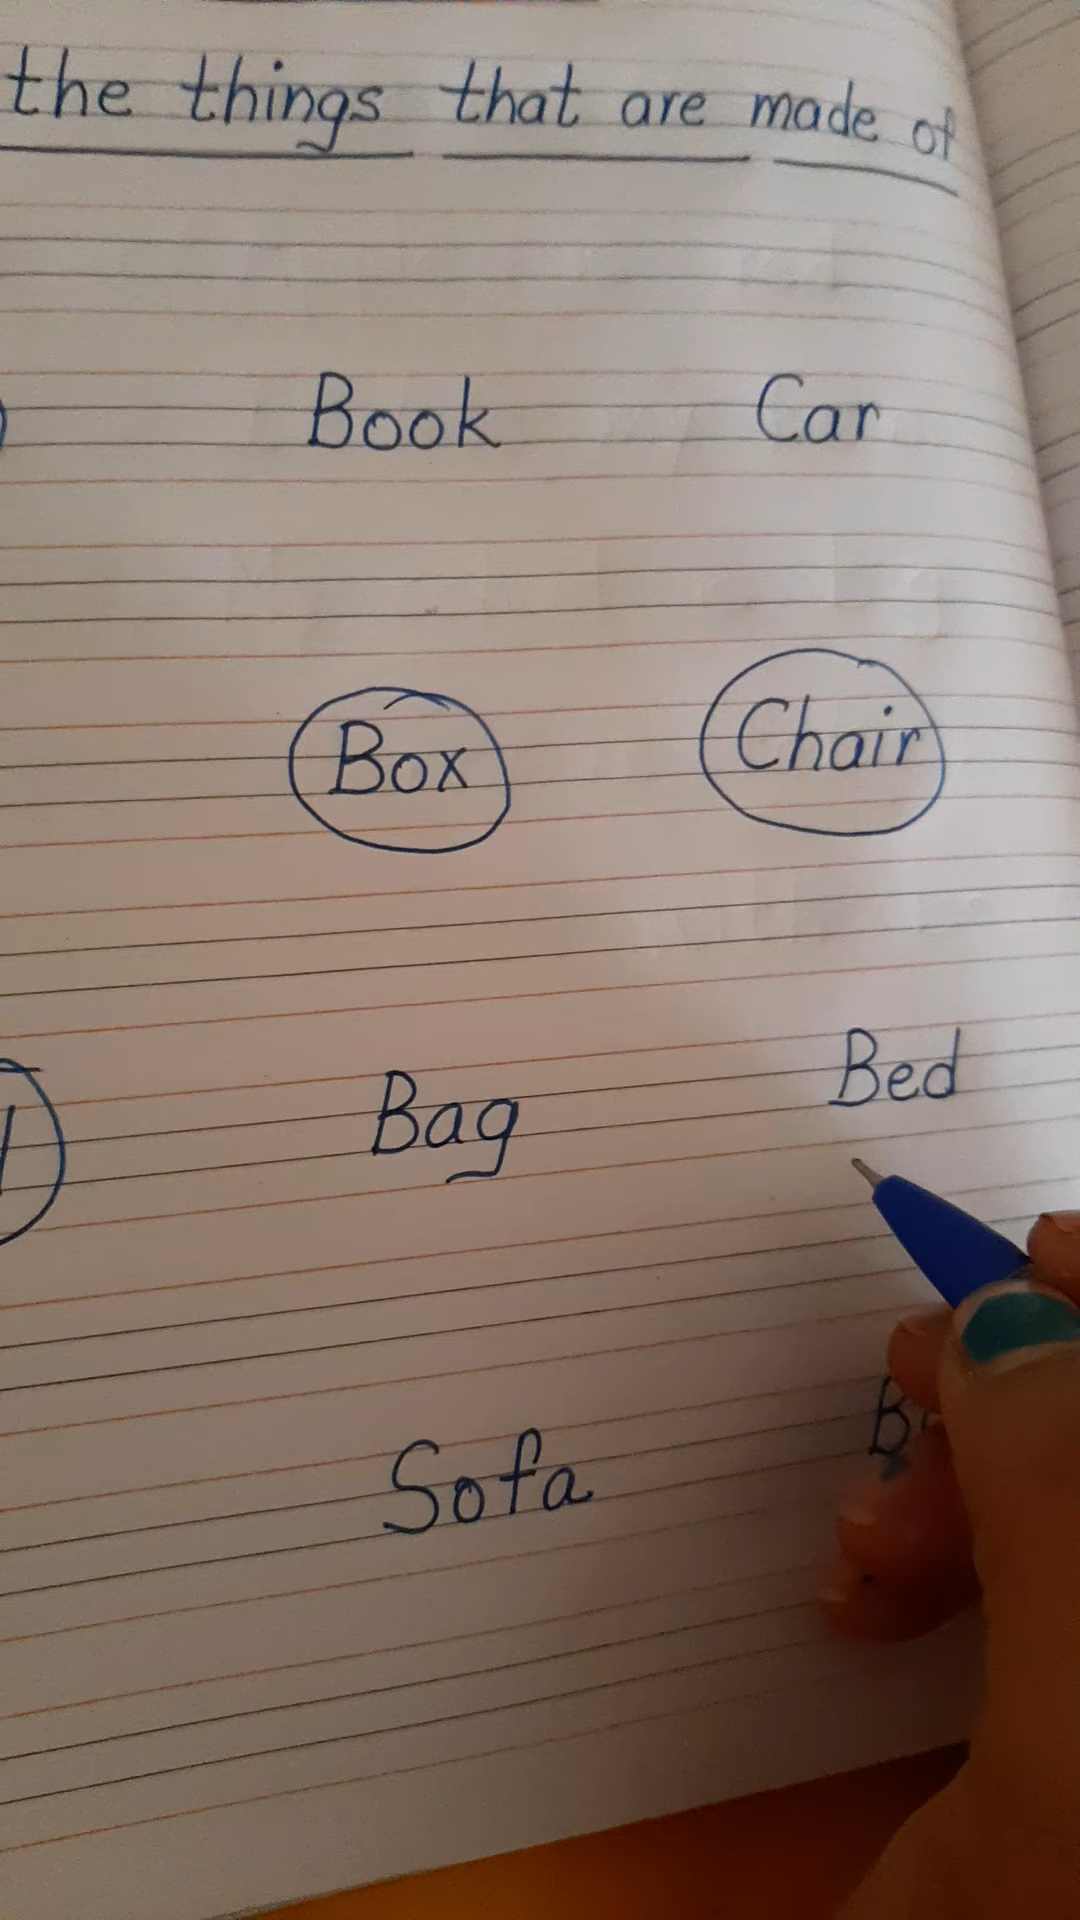 the things that are made of
Book Car
Box Chair
Bag Bed
Sofa